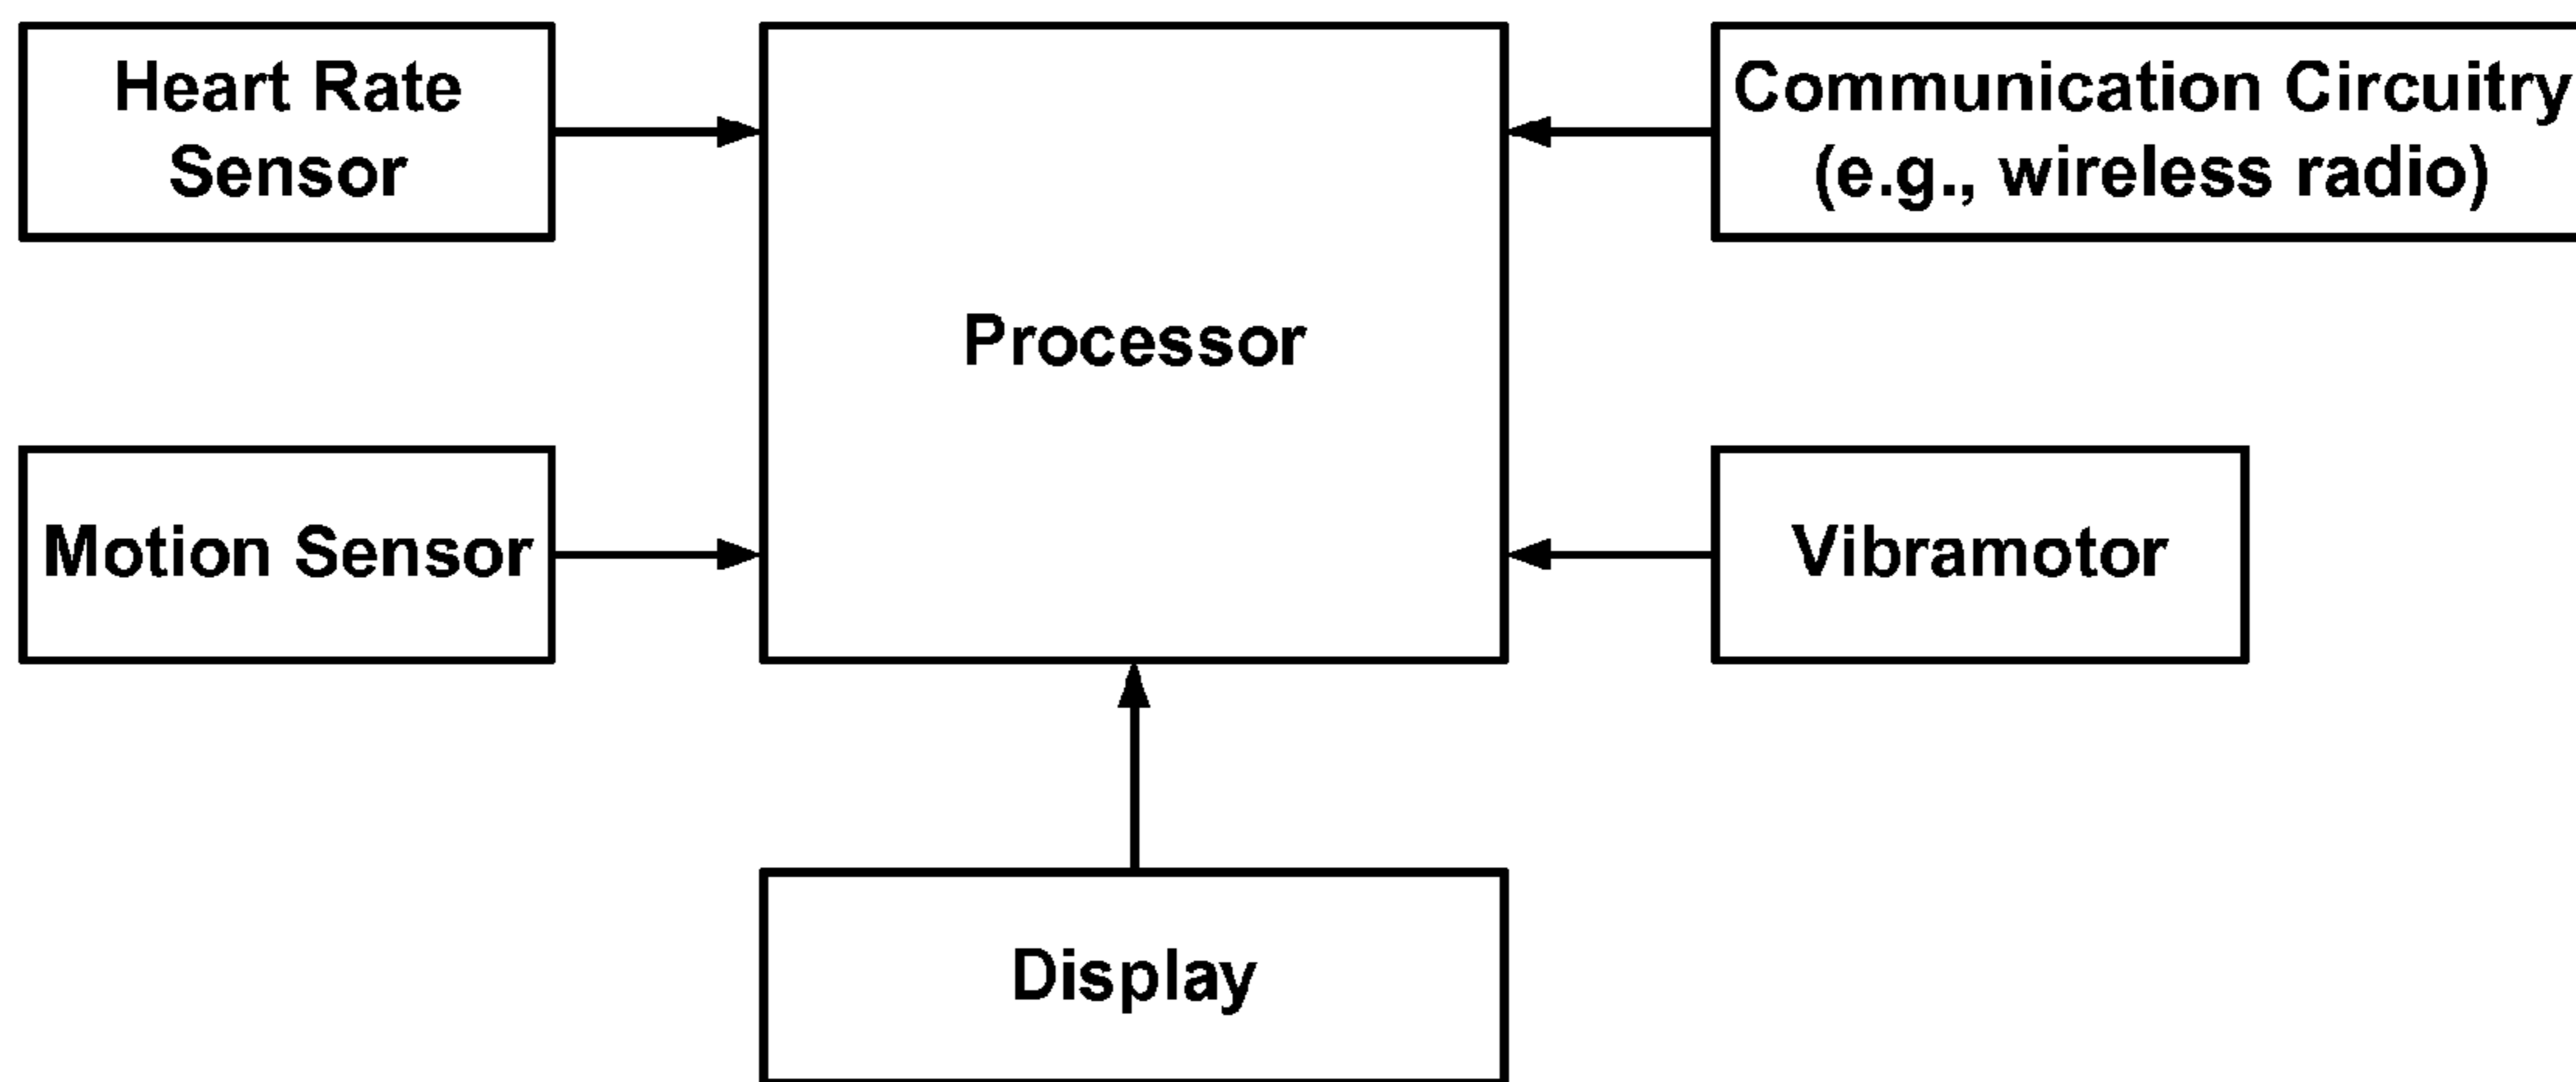 Heart Rate
Sensor
Processor
Communication Circuitry
(e.g., wireless radio)
Motion Sensor
Vibramotor
Display